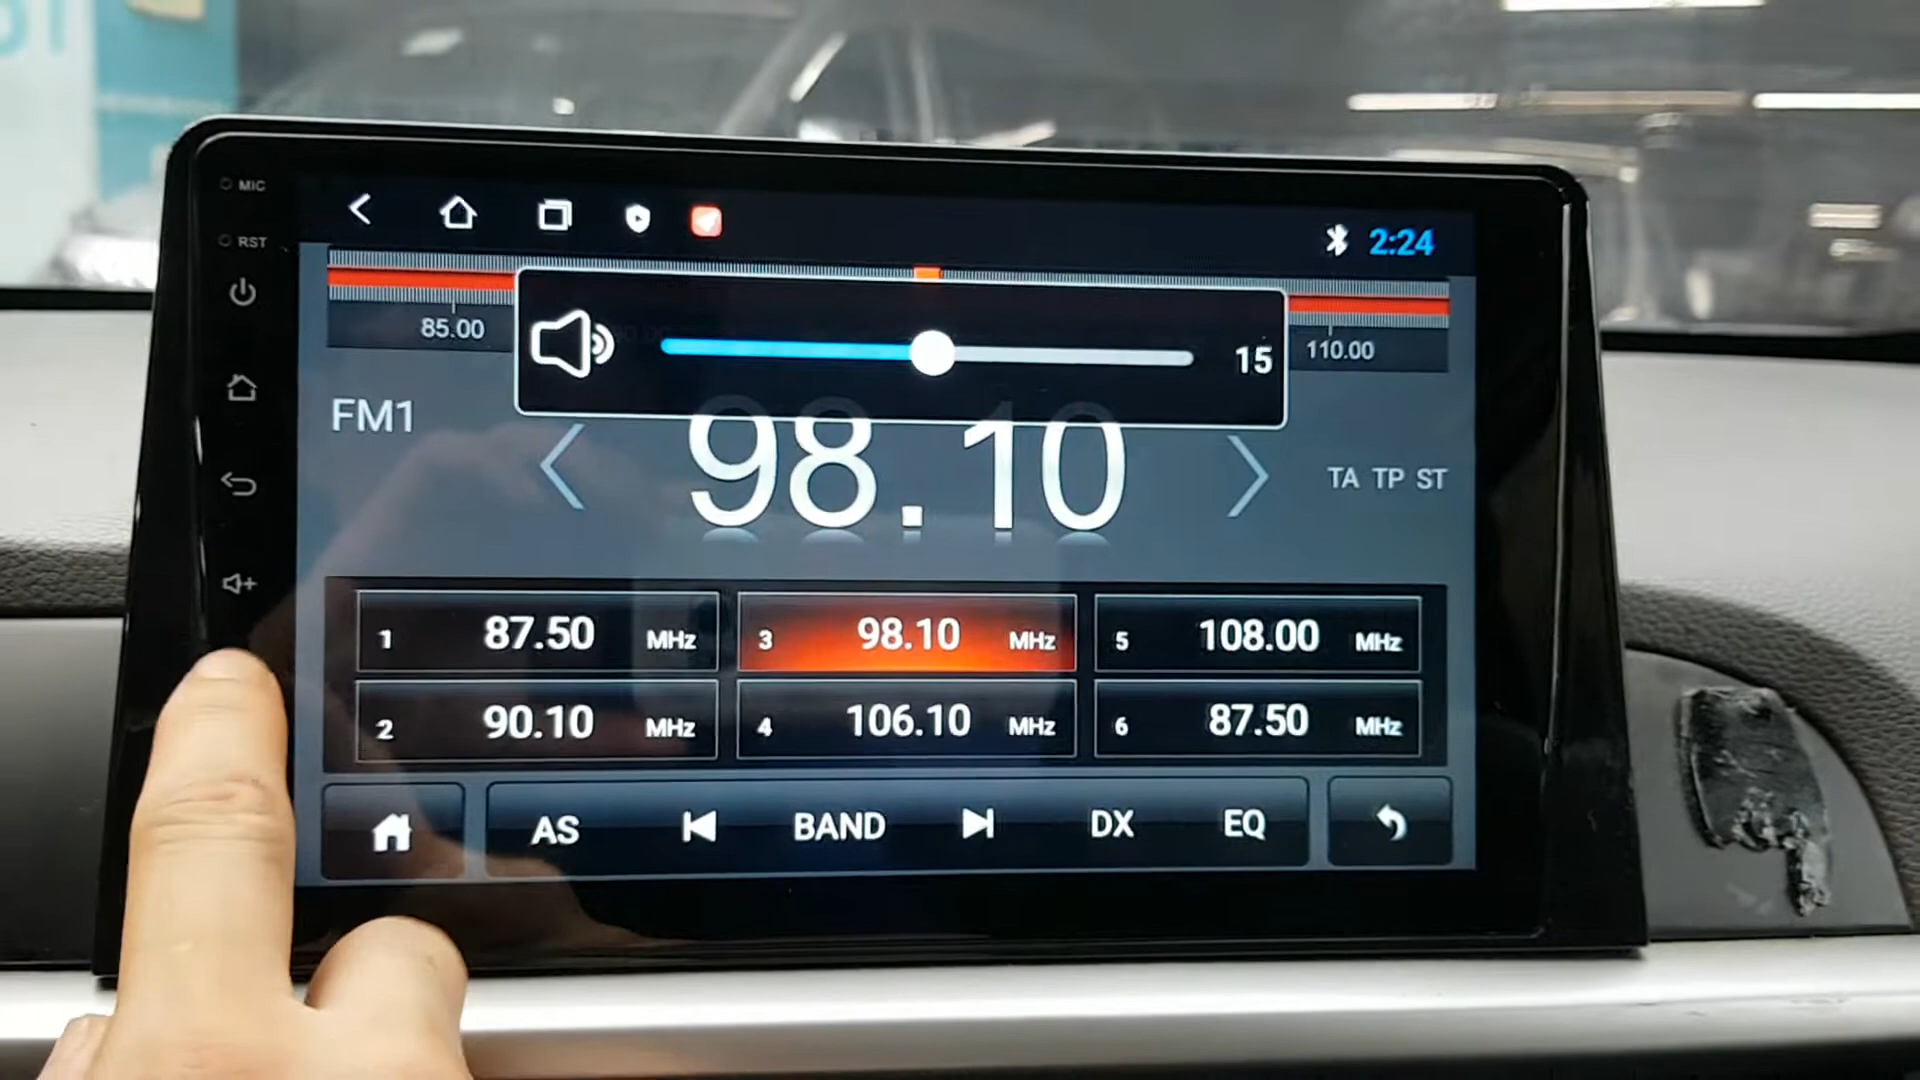 MIC
RST
2:24
85.00
110.00
15
FM1
98.10
TA TP ST
1 87.50 MHz
3 98.10 MHz
5 108.00 MHz
2 90.10 MHz
4 106.10 MHz
6 87.50 MHz
AS
BAND
DX
EQ